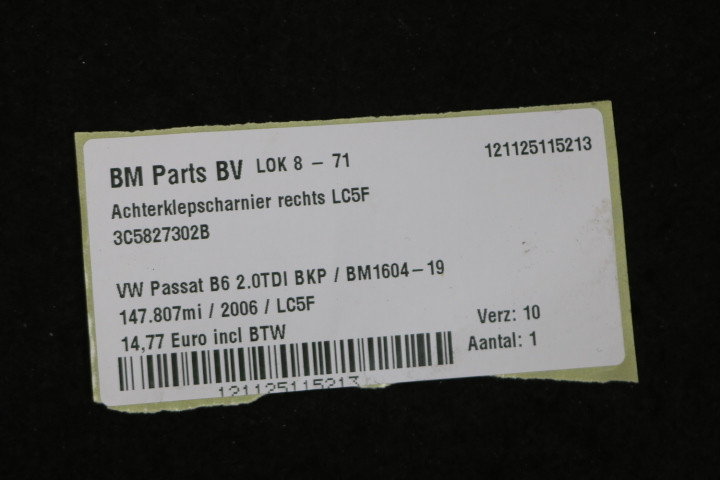 BM Parts BV LOK 8 - 71 121125115213
Achterklepscharnier rechts LC5F
3C5827302B
VW Passat B6 2.0TDI BKP / BM1604-19
147.807mi / 2006 / LC5F
14,77 Euro incl BTW Verz: 10
Aantal: 1
121125115213